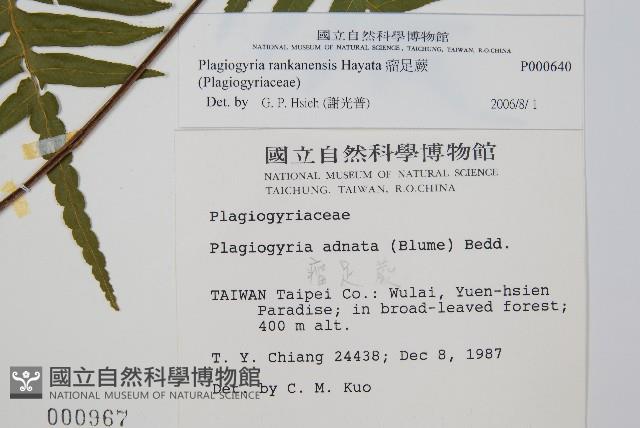 國立自然科學博物館
NATIONAL MUSEUM OF NATURAL SCIENCE, TAICHUNG, TAIWAN, R.O.CHINA
Plagiogyria rankanensis Hayata 瘤足蕨 P000640
(Plagiogyriaceae)
Det. by G. P. Hsieh (謝光普) 2006/8/1
國立自然科學博物館
NATIONAL MUSEUM OF NATURAL SCIENCE
TAICHUNG, TAIWAN, R.O.CHINA
Plagiogyriaceae
Plagiogyria adnata (Blume) Bedd.
瘤足蕨
TAIWAN Taipei Co.: Wulai, Yuen-hsien
Paradise; in broad-leaved forest;
400 m alt.
T. Y. Chiang 24438; Dec 8, 1987
Det. by C. M. Kuo
國立自然科學博物館
NATIONAL MUSEUM OF NATURAL SCIENCE
000967